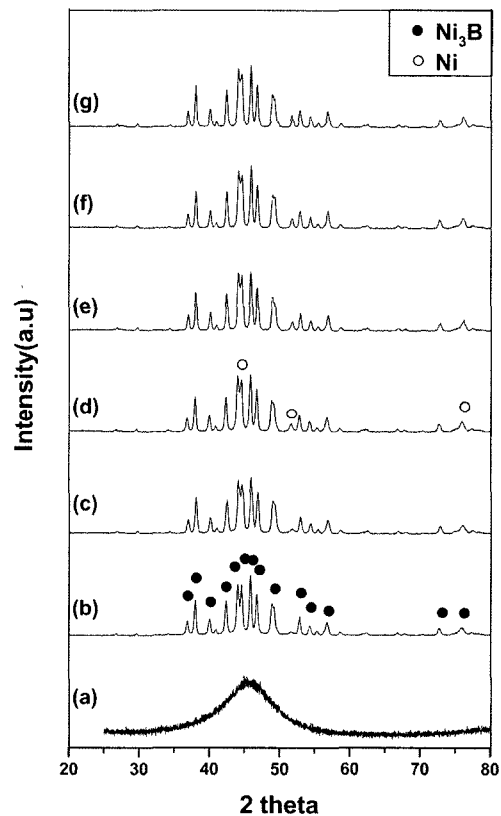 Ni₃B
Ni
(g)
(f)
(e)
(d)
(c)
(b)
(a)
Intensity(a.u)
20 30 40 50 60 70 80
2 theta